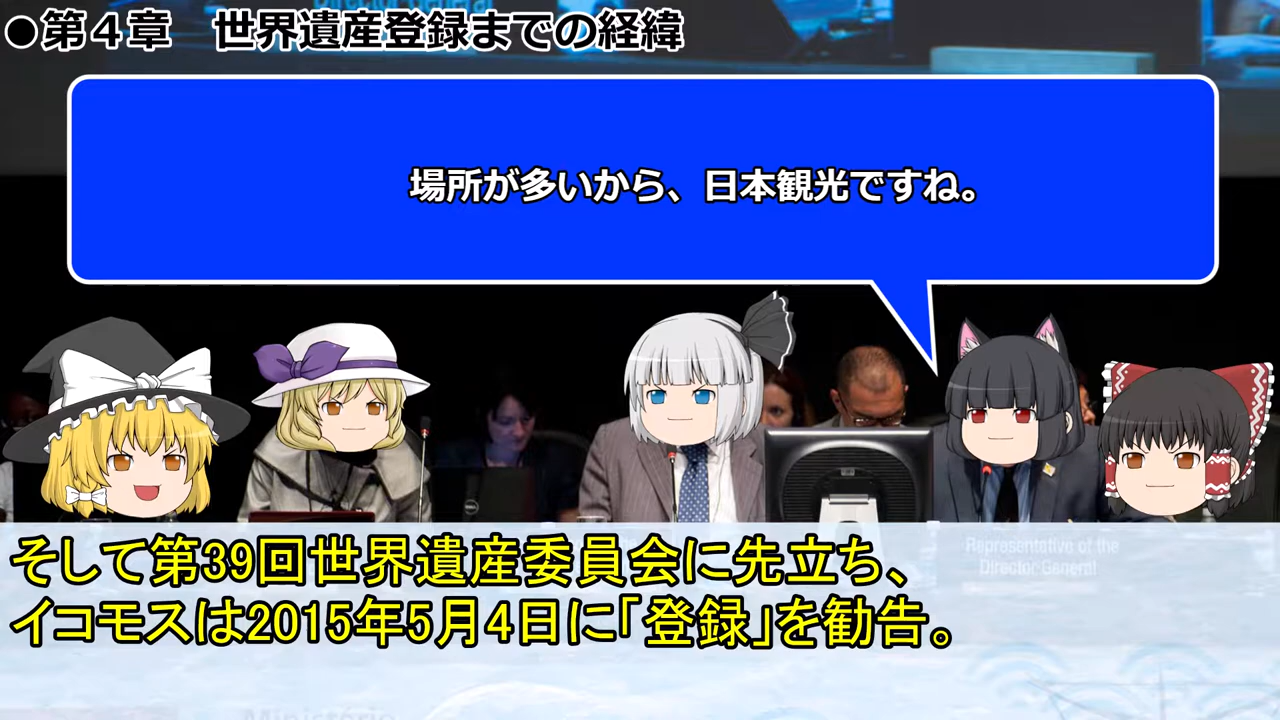 ●第４章　世界遺産登録までの経緯
場所が多いから、日本観光ですね。
Representative of the
Director-General
そして第39回世界遺産委員会に先立ち、
イコモスは2015年5月4日に「登録」を勧告。